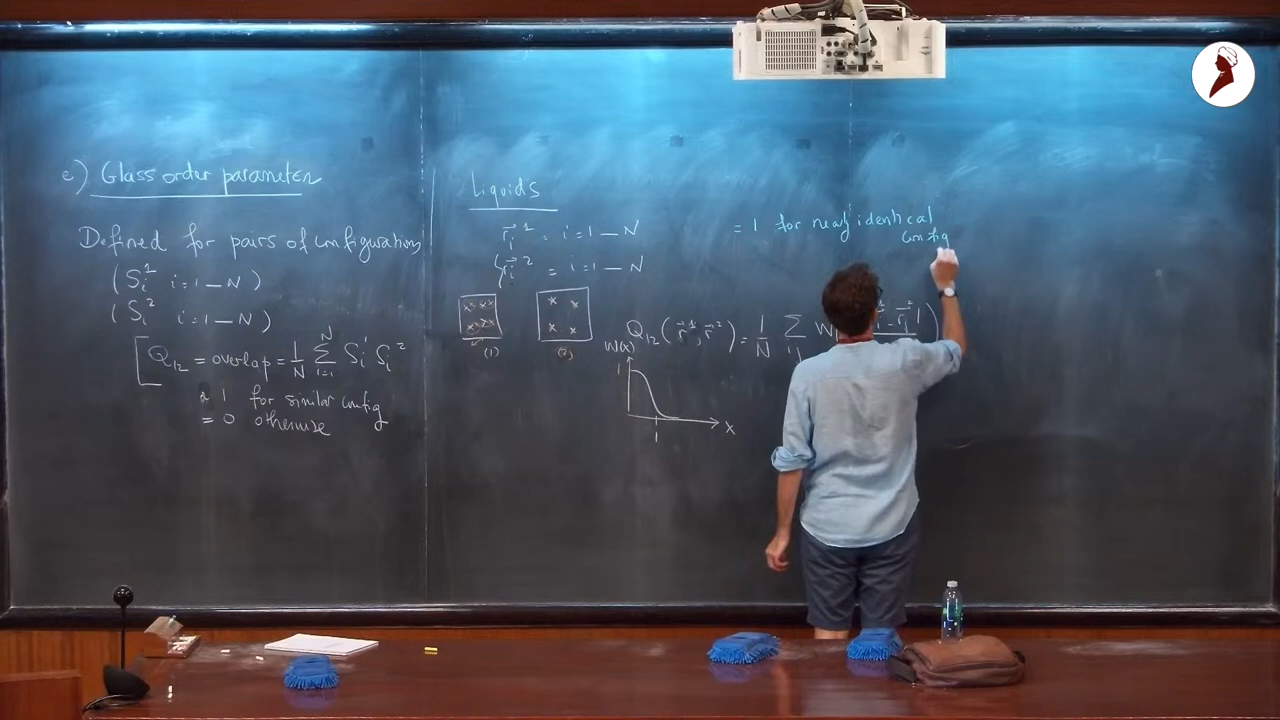 e) Glass order parameter
Defined for pairs of configurations
(S_i^1 i=1—N)
(S_i^2 i=1—N)
Q_12 = overlap = 1/N Σ_{i=1}^N S_i^1 S_i^2
≈ 1 for similar config
= 0 otherwise
Liquids
r_i^1 = i=1—N
r_i^2 = i=1—N
(1)
(2)
= 1 for nearly identical
config
Q_12 (r^1, r^2) = 1/N Σ_{ij} W
W(x)
1
x
1